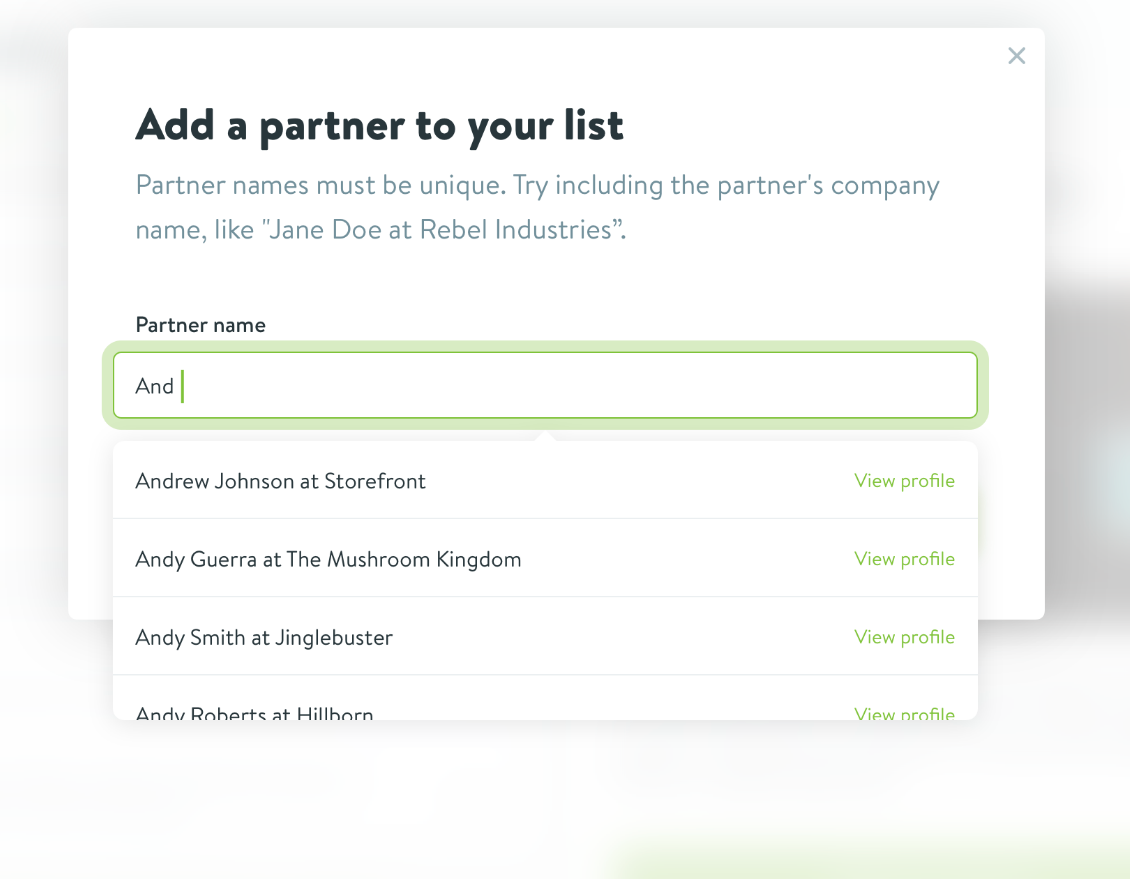 Add a partner to your list
Partner names must be unique. Try including the partner's company
name, like "Jane Doe at Rebel Industries”.
Partner name
And
Andrew Johnson at Storefront View profile
Andy Guerra at The Mushroom Kingdom View profile
Andy Smith at Jinglebuster View profile
Andy Roberts at Hillborn View profile